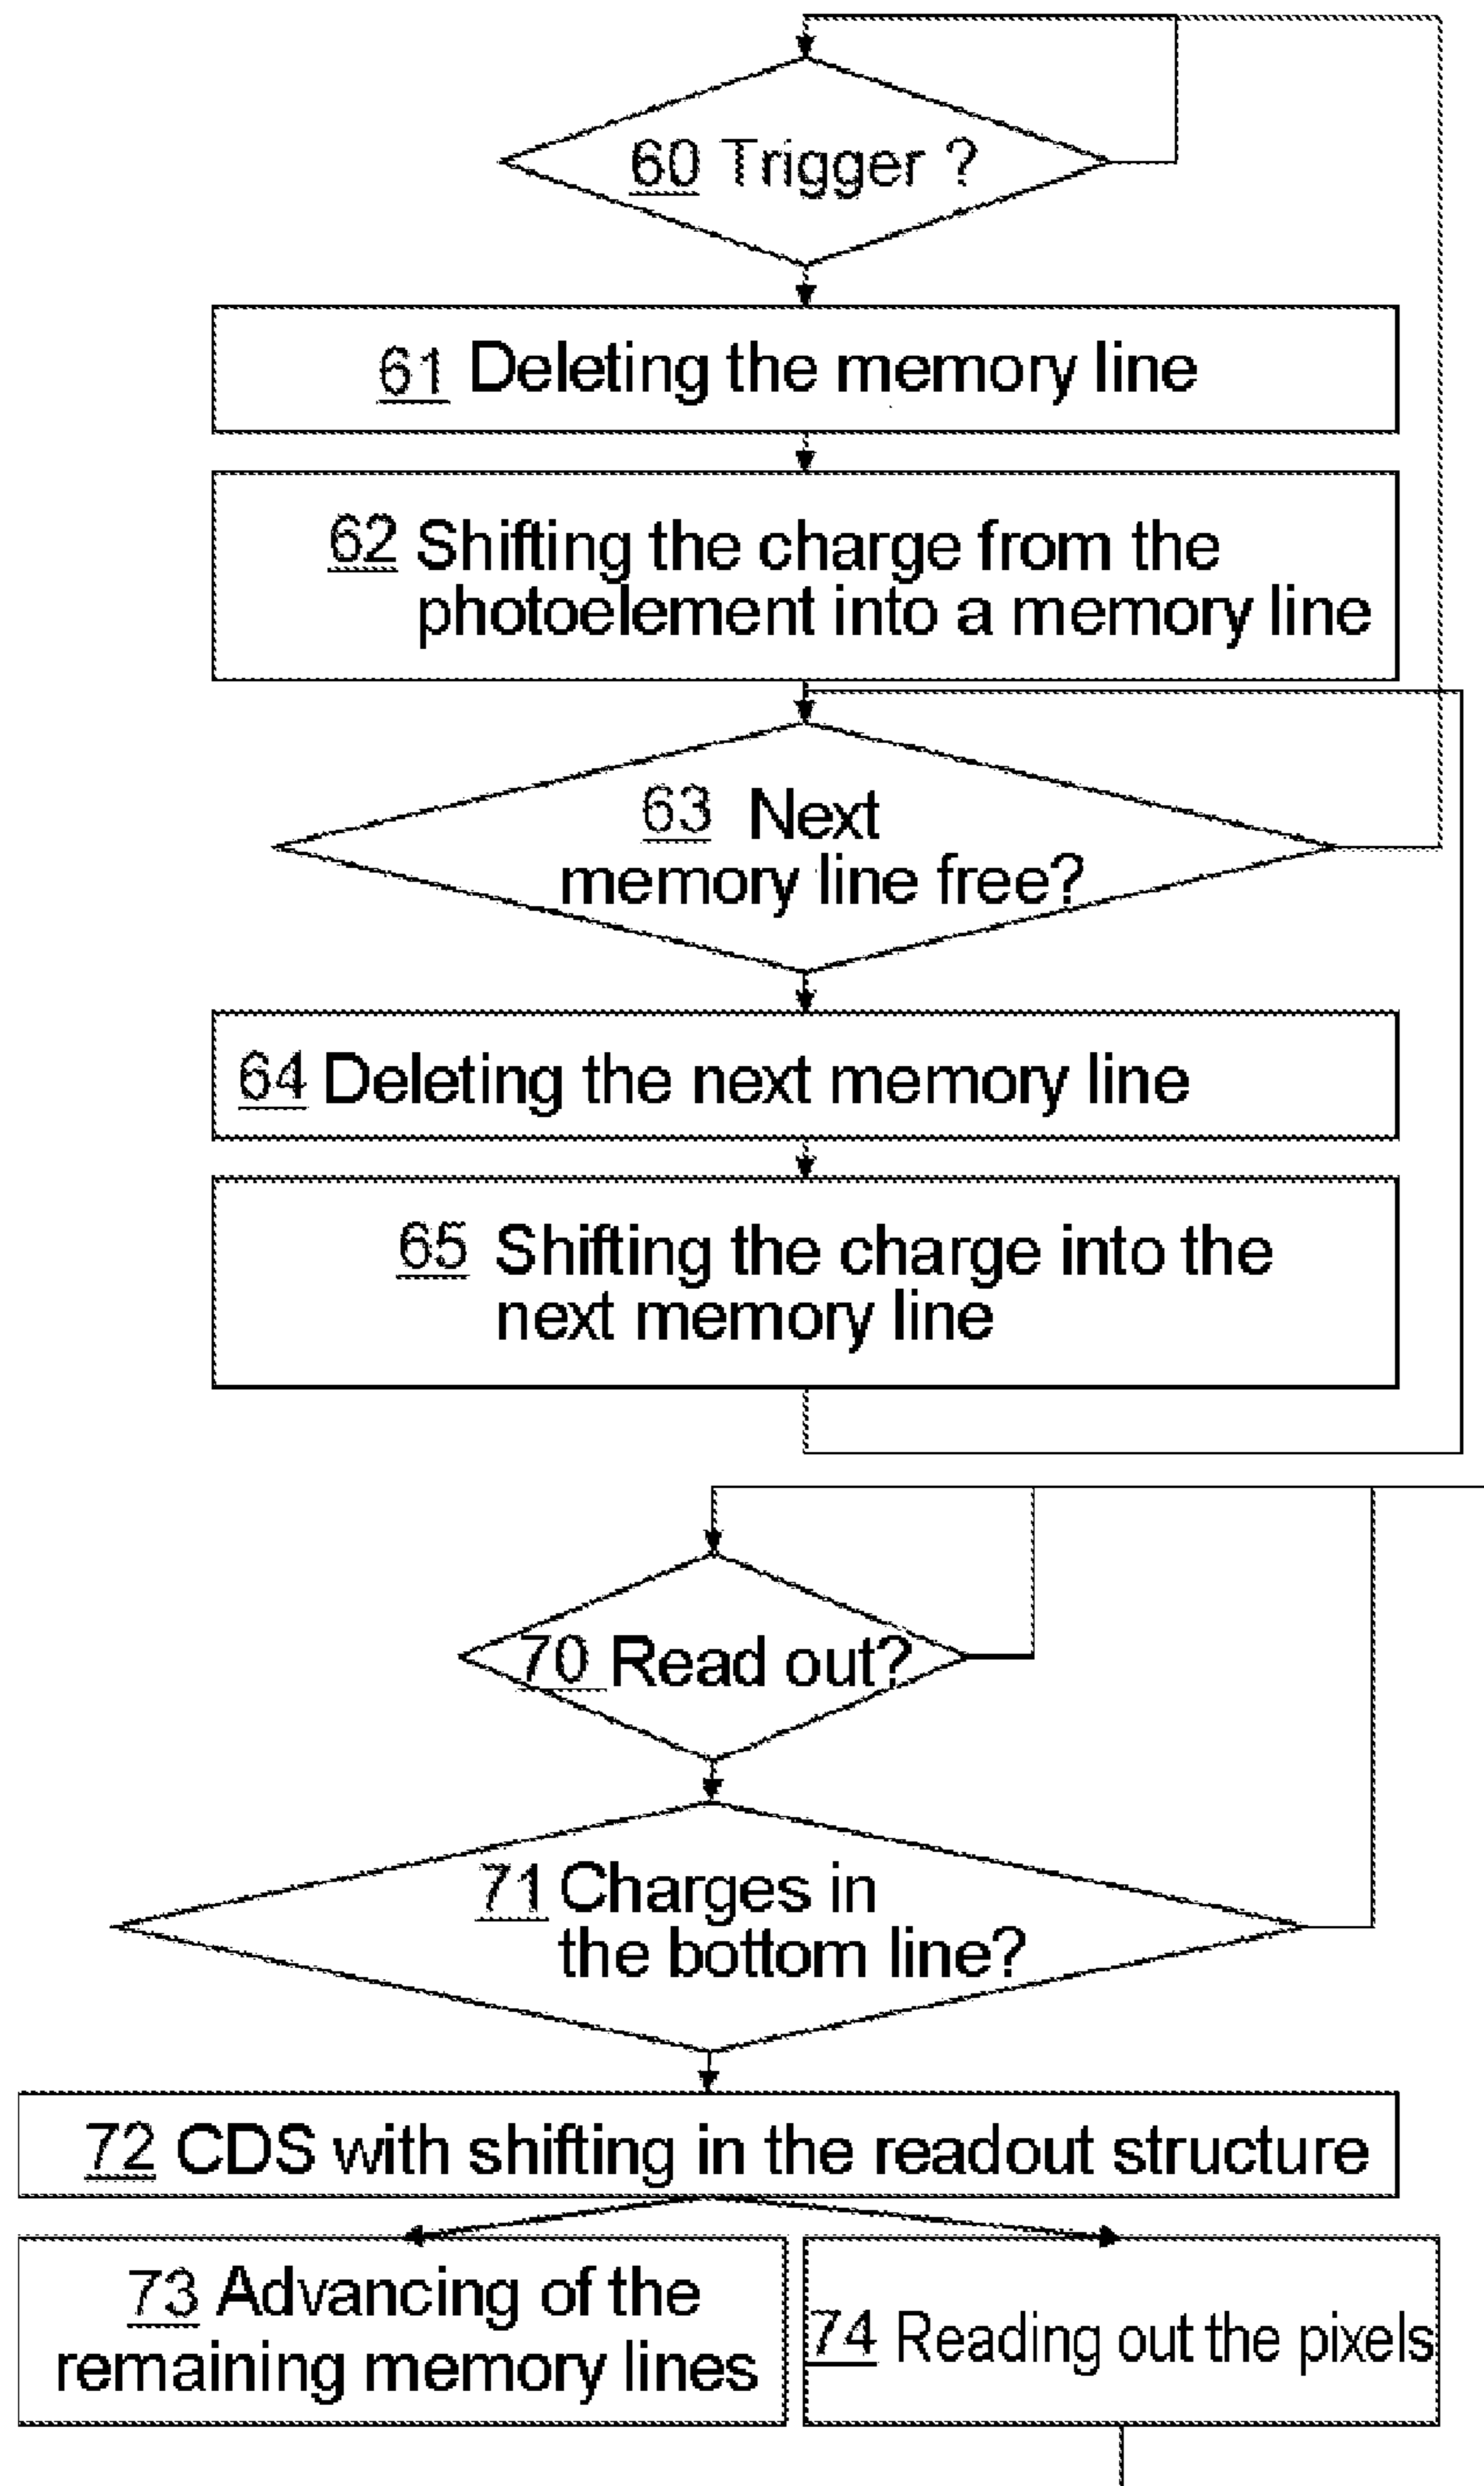 60 Trigger ?
61 Deleting the memory line
62 Shifting the charge from the
photoelement into a memory line
63 Next
memory line free?
64 Deleting the next memory line
65 Shifting the charge into the
next memory line
70 Read out?
71 Charges in
the bottom line?
72 CDS with shifting in the readout structure
73 Advancing of the
remaining memory lines
74 Reading out the pixels